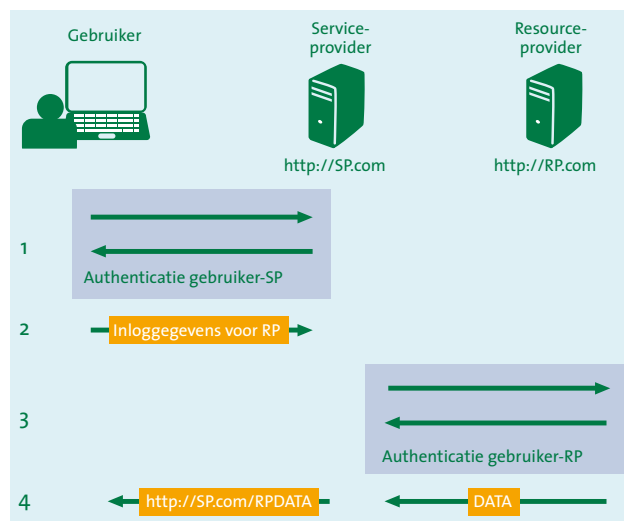 Gebruiker
Service-
provider
Resource-
provider
http://SP.com
http://RP.com
1
Authenticatie gebruiker-SP
2
Inloggegevens voor RP
3
Authenticatie gebruiker-RP
4
http://SP.com/RPDATA
DATA